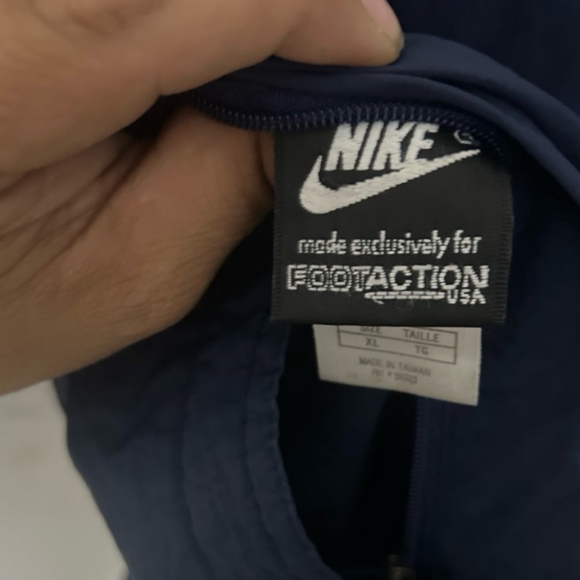 NIKE
made exclusively for
FOOTACTION
USA
SIZE TAILLE
XL TG
MADE IN TAIWAN